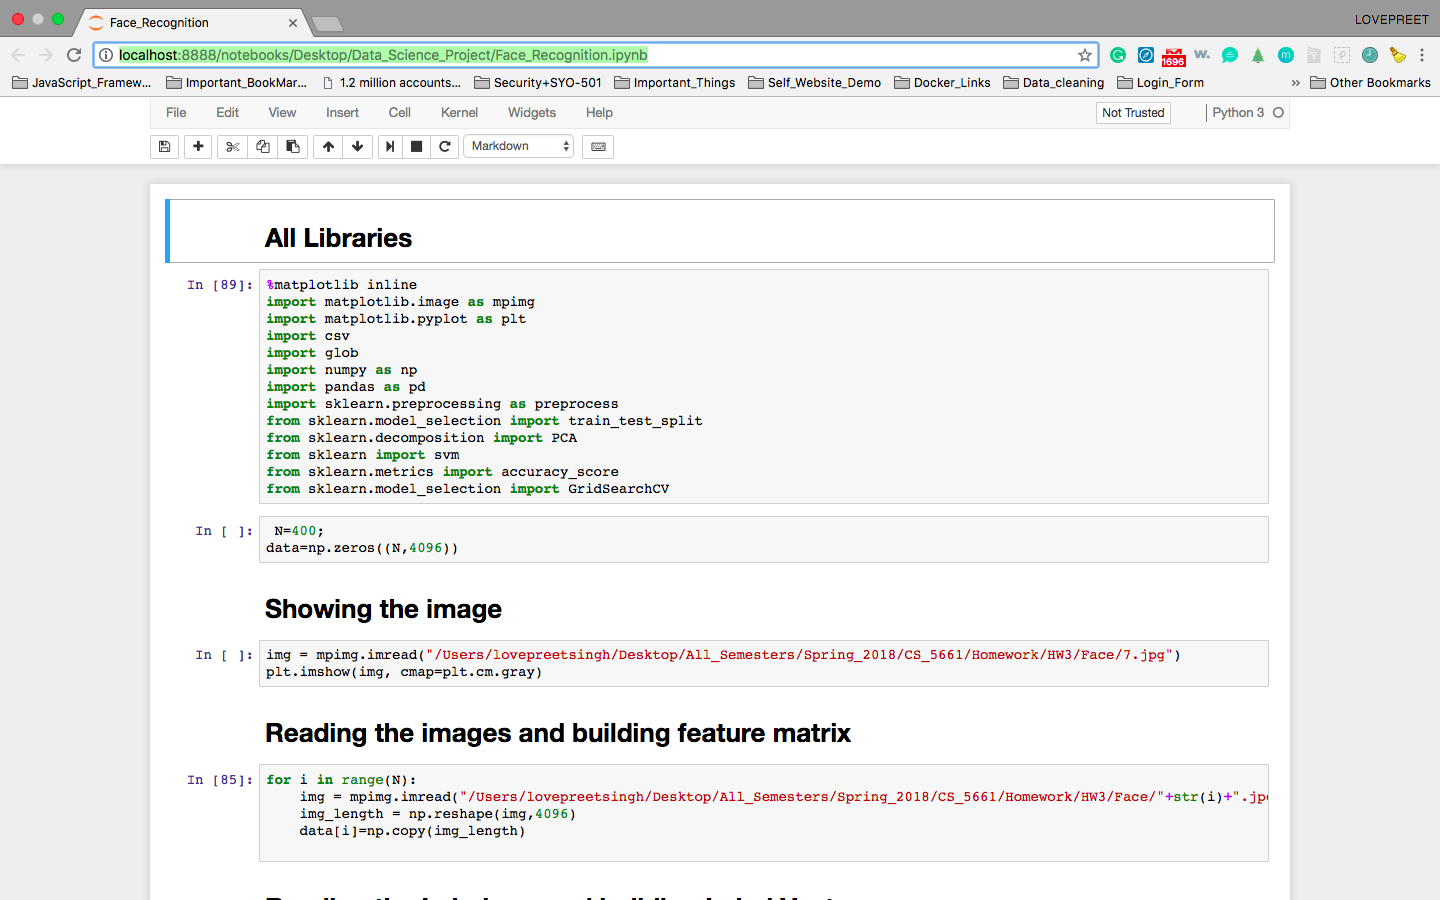 Face_Recognition
LOVEPREET
localhost:8888/notebooks/Desktop/Data_Science_Project/Face_Recognition.ipynb
1696
w.
m
JavaScript_Framew... Important_BookMar... 1.2 million accounts... Security+SYO-501 Important_Things Self_Website_Demo Docker_Links Data_cleaning Login_Form » Other Bookmarks
File Edit View Insert Cell Kernel Widgets Help Not Trusted Python 3
Markdown
All Libraries
In [89]: %matplotlib inline
import matplotlib.image as mpimg
import matplotlib.pyplot as plt
import csv
import glob
import numpy as np
import pandas as pd
import sklearn.preprocessing as preprocess
from sklearn.model_selection import train_test_split
from sklearn.decomposition import PCA
from sklearn import svm
from sklearn.metrics import accuracy_score
from sklearn.model_selection import GridSearchCV
In [ ]: N=400;
data=np.zeros((N,4096))
Showing the image
In [ ]: img = mpimg.imread("/Users/lovepreetsingh/Desktop/All_Semesters/Spring_2018/CS_5661/Homework/HW3/Face/7.jpg")
plt.imshow(img, cmap=plt.cm.gray)
Reading the images and building feature matrix
In [85]: for i in range(N):
img = mpimg.imread("/Users/lovepreetsingh/Desktop/All_Semesters/Spring_2018/CS_5661/Homework/HW3/Face/"+str(i)+".jp
img_length = np.reshape(img,4096)
data[i]=np.copy(img_length)